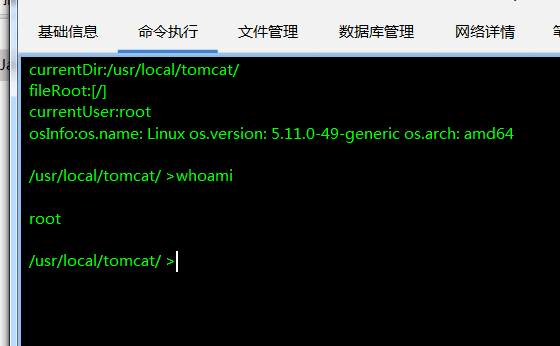 基础信息 命令执行 文件管理 数据库管理 网络详情
currentDir:/usr/local/tomcat/
fileRoot:[/]
currentUser:root
osInfo:os.name: Linux os.version: 5.11.0-49-generic os.arch: amd64
/usr/local/tomcat/ >whoami
root
/usr/local/tomcat/ >